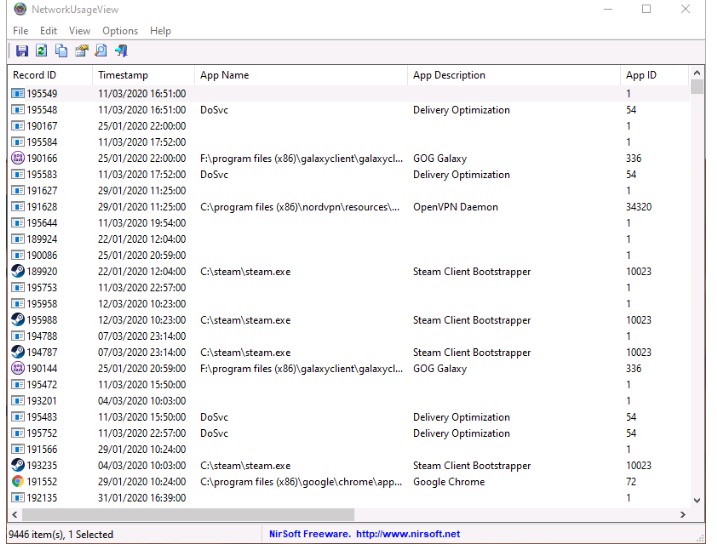 NetworkUsageView
File Edit View Options Help
Record ID Timestamp App Name App Description App ID
195549 11/03/2020 16:51:00 1
195548 11/03/2020 16:51:00 DoSvc Delivery Optimization 54
190167 25/01/2020 22:00:00 1
195584 11/03/2020 17:52:00 1
190166 25/01/2020 22:00:00 F:\program files (x86)\galaxyclient\galaxycl... GOG Galaxy 336
195583 11/03/2020 17:52:00 DoSvc Delivery Optimization 54
191627 29/01/2020 11:25:00 1
191628 29/01/2020 11:25:00 C:\program files (x86)\nordvpn\resources\... OpenVPN Daemon 34320
195644 11/03/2020 19:54:00 1
189924 22/01/2020 12:04:00 1
190086 25/01/2020 20:59:00 1
189920 22/01/2020 12:04:00 C:\steam\steam.exe Steam Client Bootstrapper 10023
195753 11/03/2020 22:57:00 1
195958 12/03/2020 10:23:00 1
195988 12/03/2020 10:23:00 C:\steam\steam.exe Steam Client Bootstrapper 10023
194788 07/03/2020 23:14:00 1
194787 07/03/2020 23:14:00 C:\steam\steam.exe Steam Client Bootstrapper 10023
190144 25/01/2020 20:59:00 F:\program files (x86)\galaxyclient\galaxycl... GOG Galaxy 336
195472 11/03/2020 15:50:00 1
193201 04/03/2020 10:03:00 1
195483 11/03/2020 15:50:00 DoSvc Delivery Optimization 54
195752 11/03/2020 22:57:00 DoSvc Delivery Optimization 54
191566 29/01/2020 10:24:00 1
193235 04/03/2020 10:03:00 C:\steam\steam.exe Steam Client Bootstrapper 10023
191552 29/01/2020 10:24:00 C:\program files (x86)\google\chrome\app... Google Chrome 72
192135 31/01/2020 16:39:00 1
9446 item(s), 1 Selected NirSoft Freeware. http://www.nirsoft.net